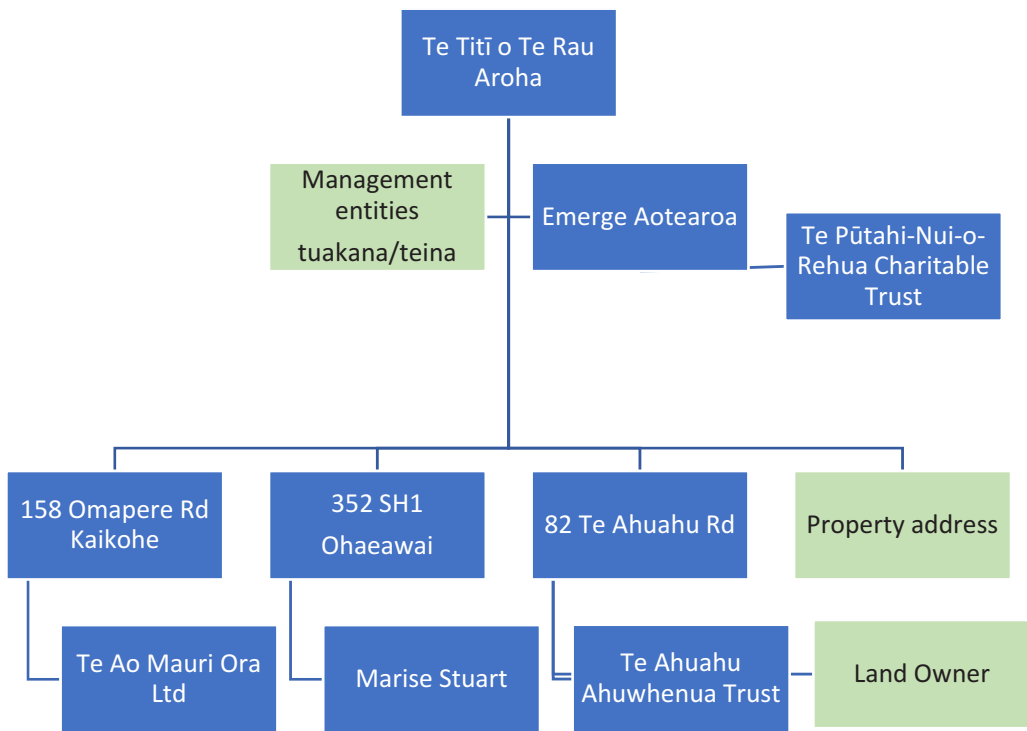 Te Titī o Te Rau
Aroha
Management
entities
tuakana/teina
Emerge Aotearoa
Te Pūtahi-Nui-o-
Rehua Charitable
Trust
158 Omapere Rd
Kaikohe
352 SH1
Ohaeawai
82 Te Ahuahu Rd
Property address
Te Ao Mauri Ora
Ltd
Marise Stuart
Te Ahuahu
Ahuwhenua Trust
Land Owner